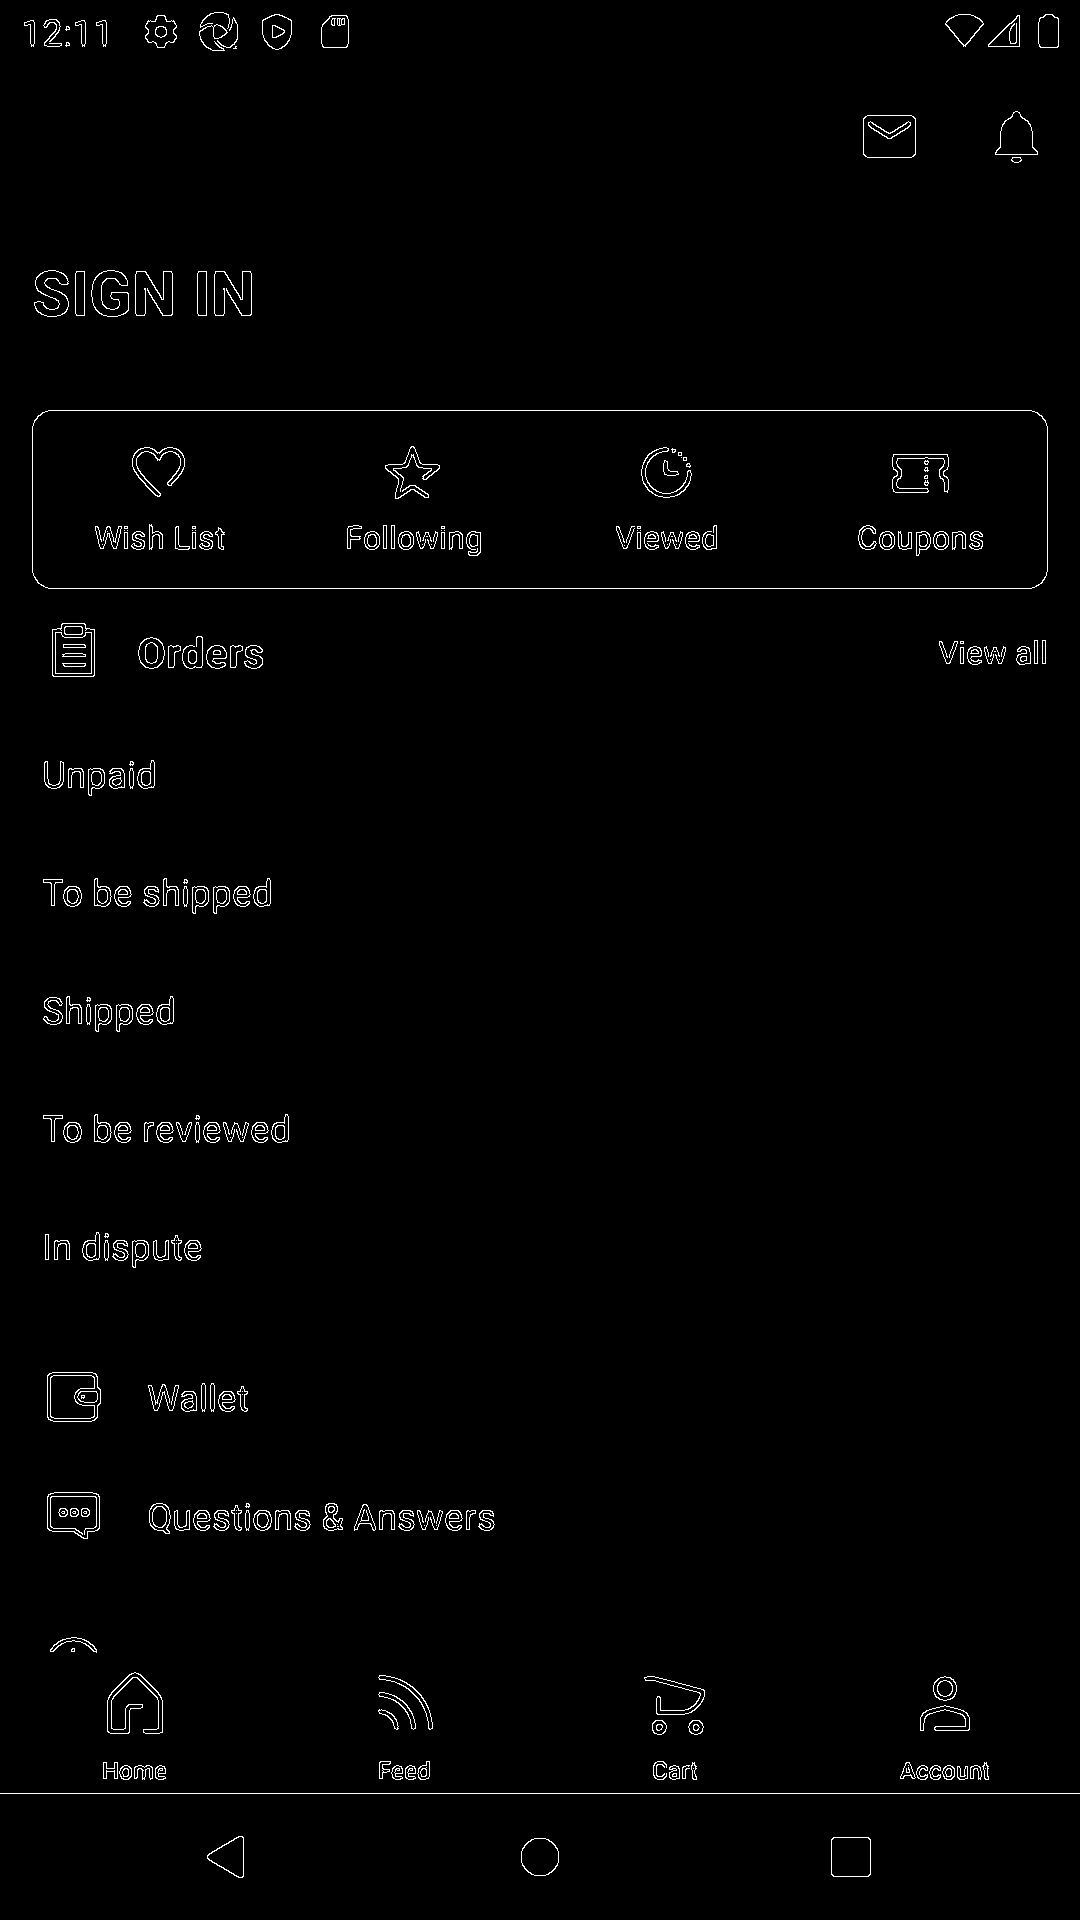 12:11
SIGN IN
Wish List Following Viewed Coupons
Orders View all
Unpaid
To be shipped
Shipped
To be reviewed
In dispute
Wallet
Questions & Answers
Home Feed Cart Account